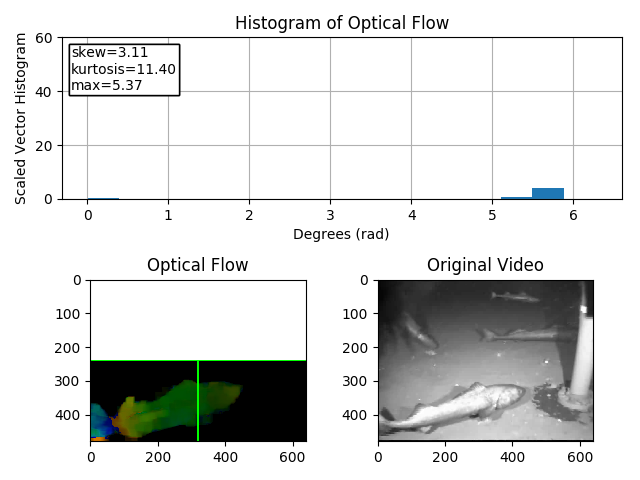 Histogram of Optical Flow
Scaled Vector Histogram
60
40
20
0
skew=3.11
kurtosis=11.40
max=5.37
0 1 2 3 4 5 6
Degrees (rad)
Optical Flow
0
100
200
300
400
0 200 400 600
Original Video
0
100
200
300
400
0 200 400 600